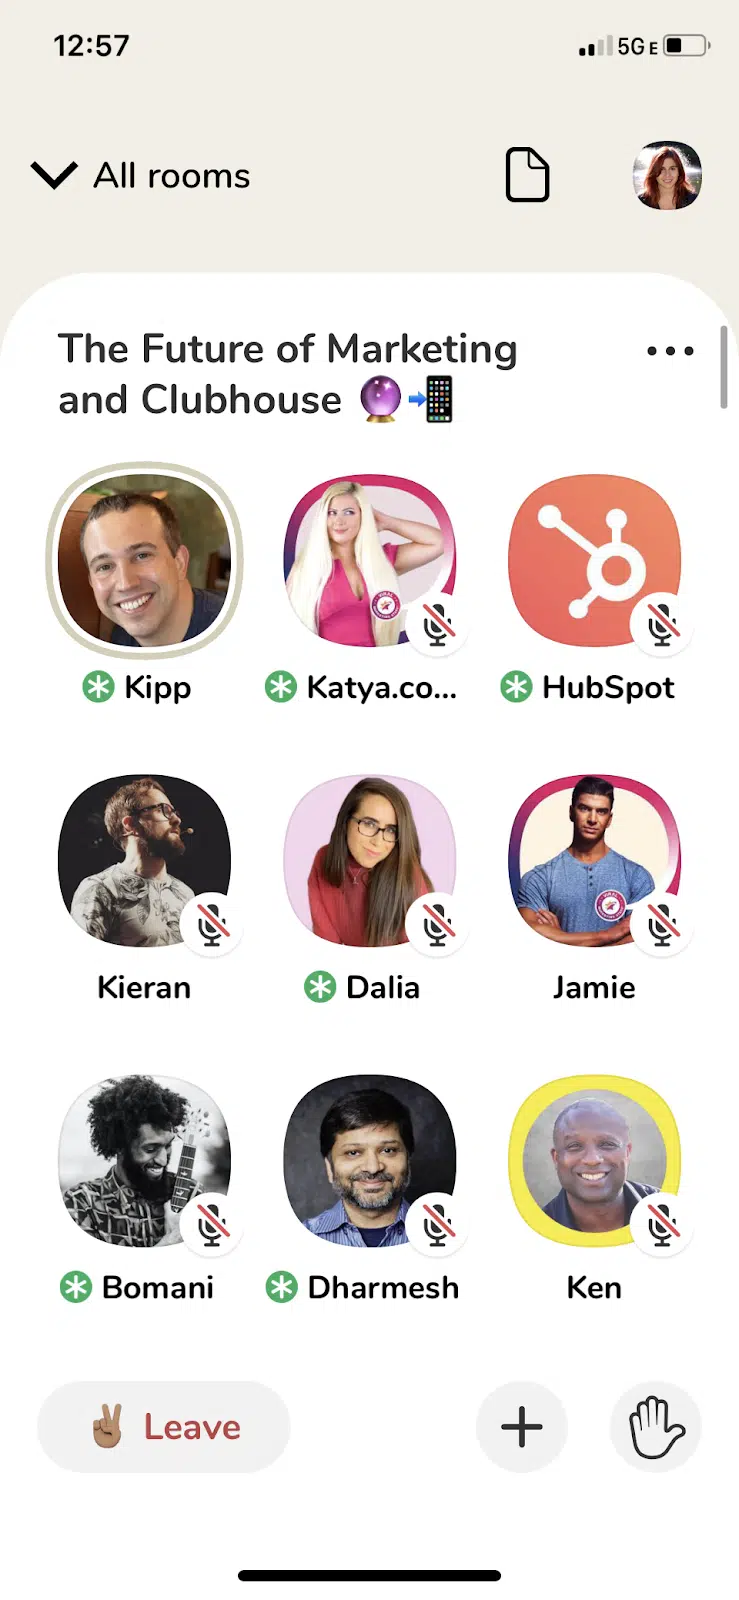 12:57
5GE
All rooms
The Future of Marketing
and Clubhouse 🔮📲
Kipp
Katya.co...
HubSpot
Kieran
Dalia
Jamie
Bomani
Dharmesh
Ken
✌🏽 Leave